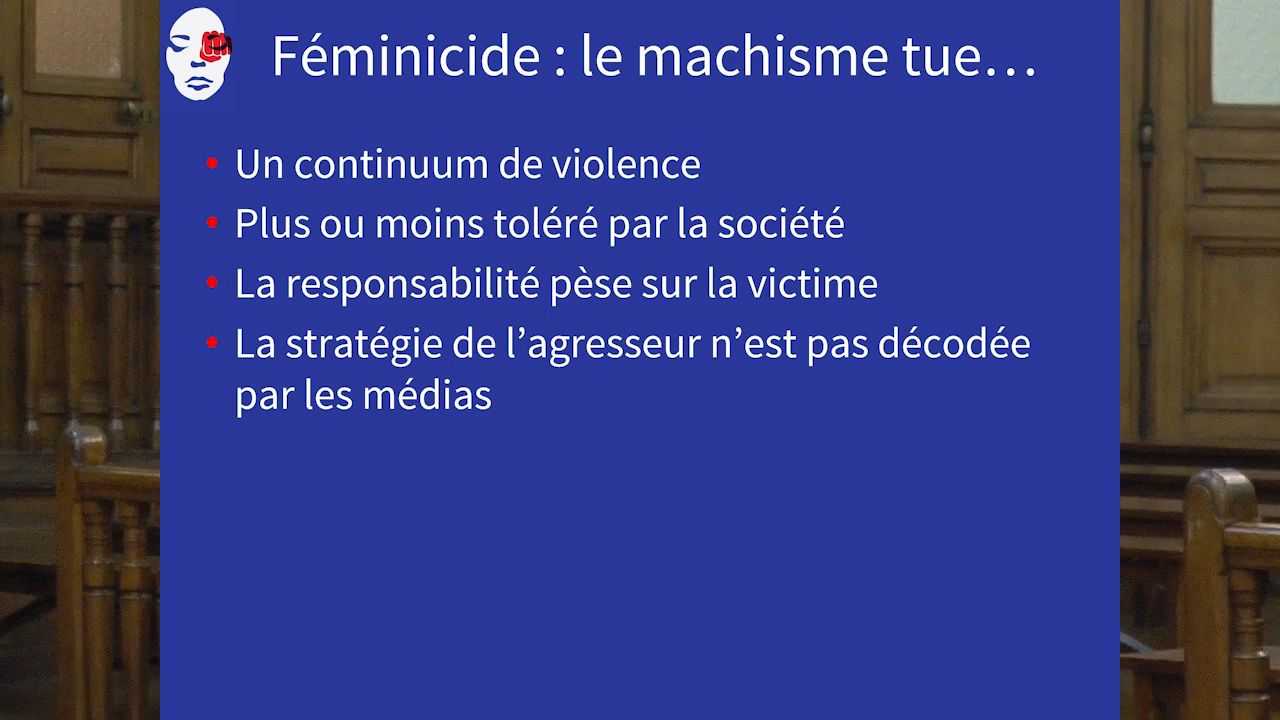 Féminicide : le machisme tue…
• Un continuum de violence
• Plus ou moins toléré par la société
• La responsabilité pèse sur la victime
• La stratégie de l’agresseur n’est pas décodée
par les médias